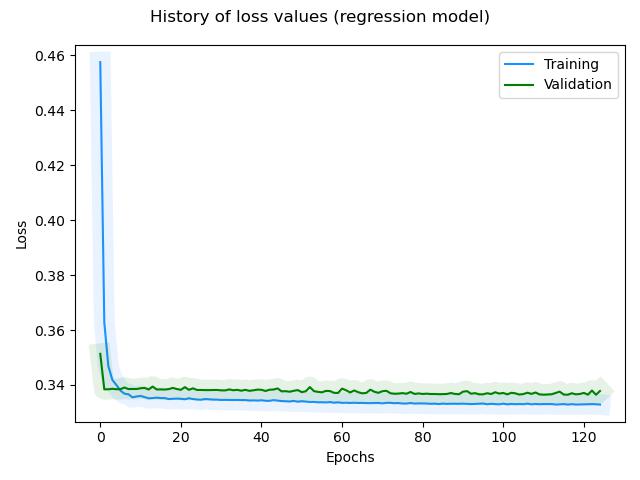 History of loss values (regression model)
Training
Validation
0.46
0.44
0.42
0.40
0.38
0.36
0.34
Loss
0
20
40
60
80
100
120
Epochs